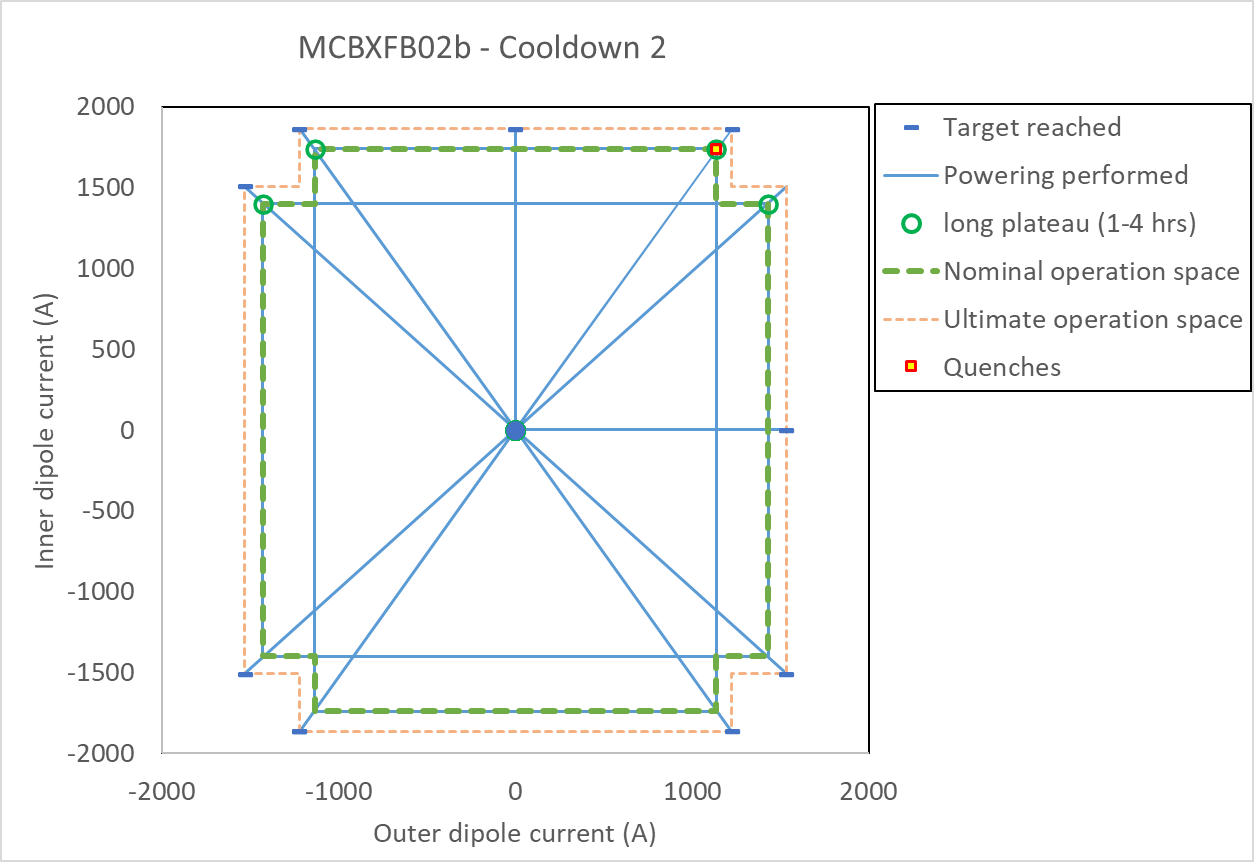 MCBXFB02b - Cooldown 2
Inner dipole current (A)
2000
1500
1000
500
0
-500
-1000
-1500
-2000
-2000
-1000
0
1000
2000
Outer dipole current (A)
Target reached
Powering performed
long plateau (1-4 hrs)
Nominal operation space
Ultimate operation space
Quenches